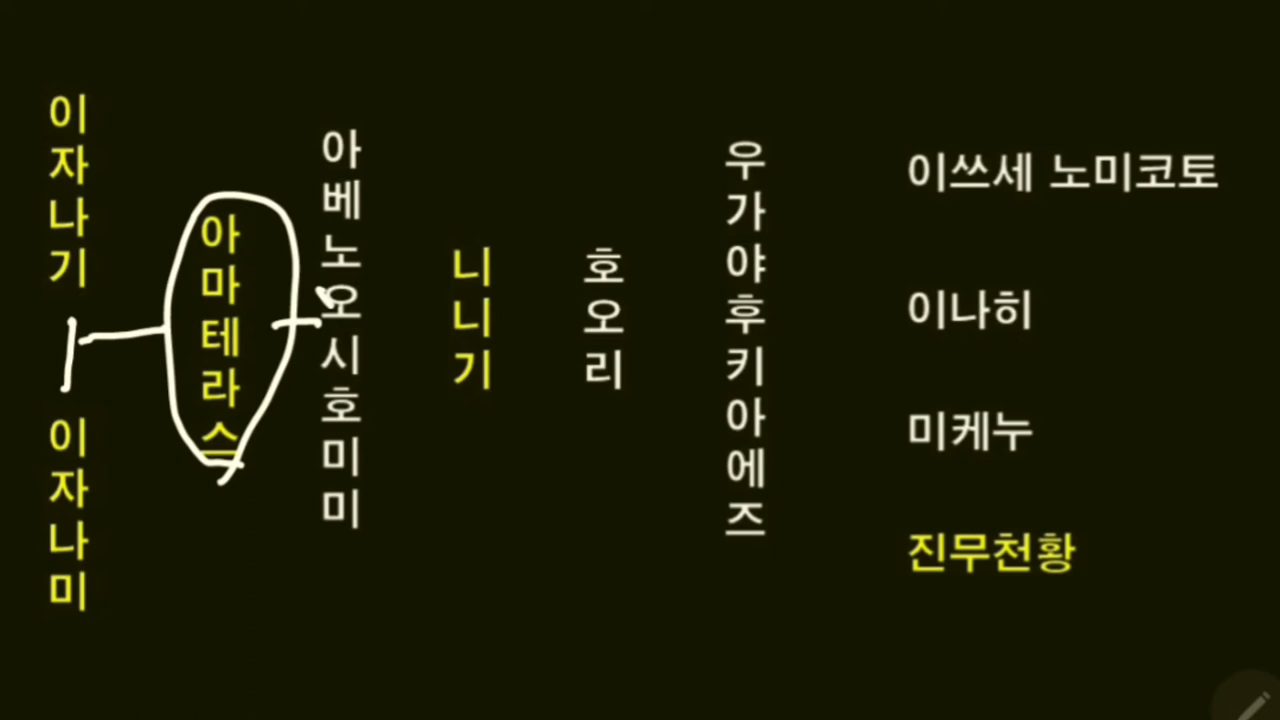 이자나기
이자나미
아마테라스
아베노오시호미미
니니기
호오리
우가야후키아에즈
이쓰세 노미코토
이나히
미케누
진무천황